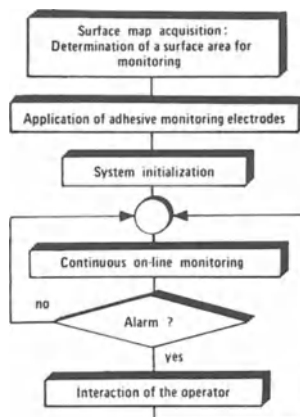 Surface map acquisition:
Determination of a surface area for
monitoring
Application of adhesive monitoring electrodes
System initialization
Continuous on-line monitoring
no
Alarm ?
yes
Interaction of the operator